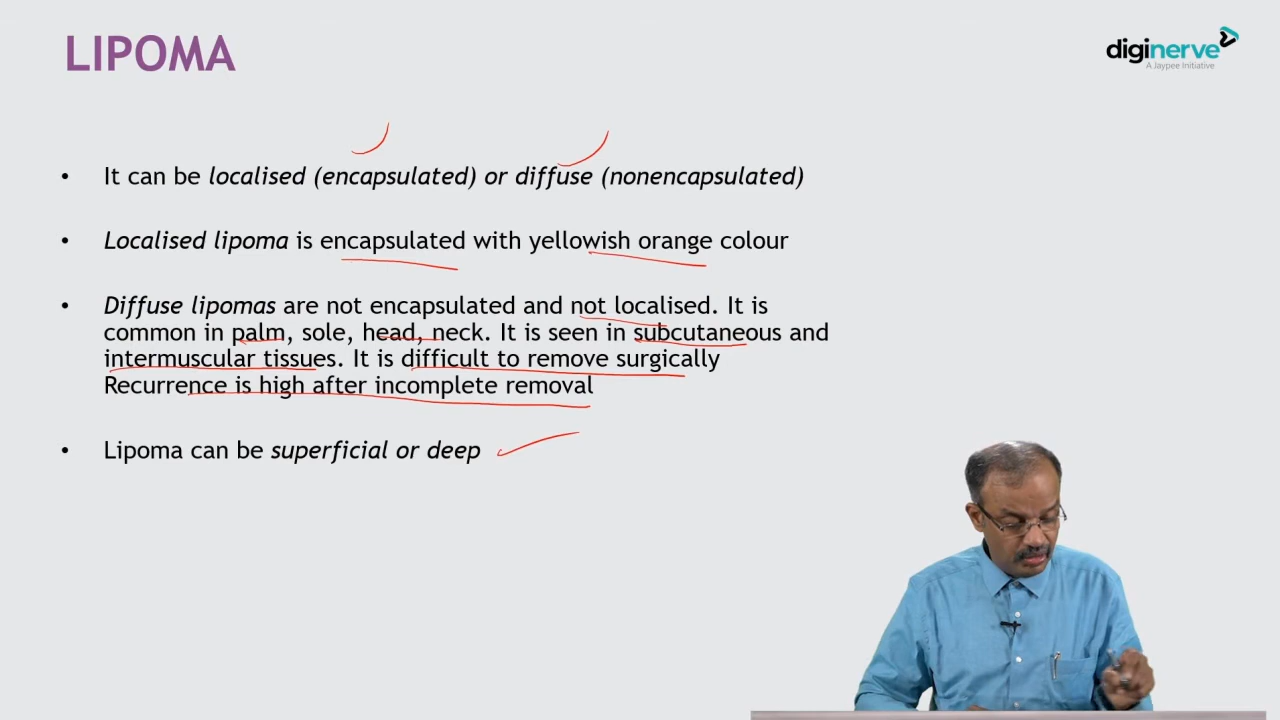 LIPOMA
diginerve
A Jaypee Initiative
• It can be localised (encapsulated) or diffuse (nonencapsulated)
• Localised lipoma is encapsulated with yellowish orange colour
• Diffuse lipomas are not encapsulated and not localised. It is
common in palm, sole, head, neck. It is seen in subcutaneous and
intermuscular tissues. It is difficult to remove surgically
Recurrence is high after incomplete removal
• Lipoma can be superficial or deep